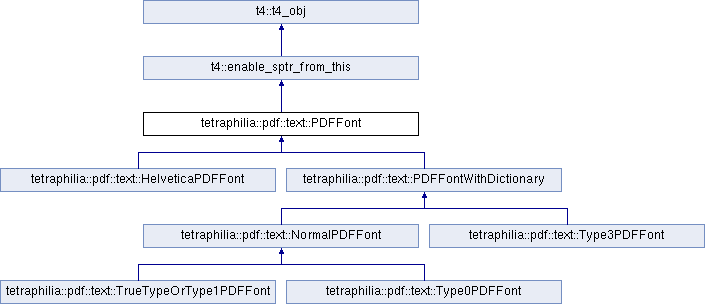 t4::t4_obj
t4::enable_sptr_from_this
tetraphilia::pdf::text::PDFFont
tetraphilia::pdf::text::HelveticaPDFFont
tetraphilia::pdf::text::PDFFontWithDictionary
tetraphilia::pdf::text::NormalPDFFont
tetraphilia::pdf::text::Type3PDFFont
tetraphilia::pdf::text::TrueTypeOrType1PDFFont
tetraphilia::pdf::text::Type0PDFFont